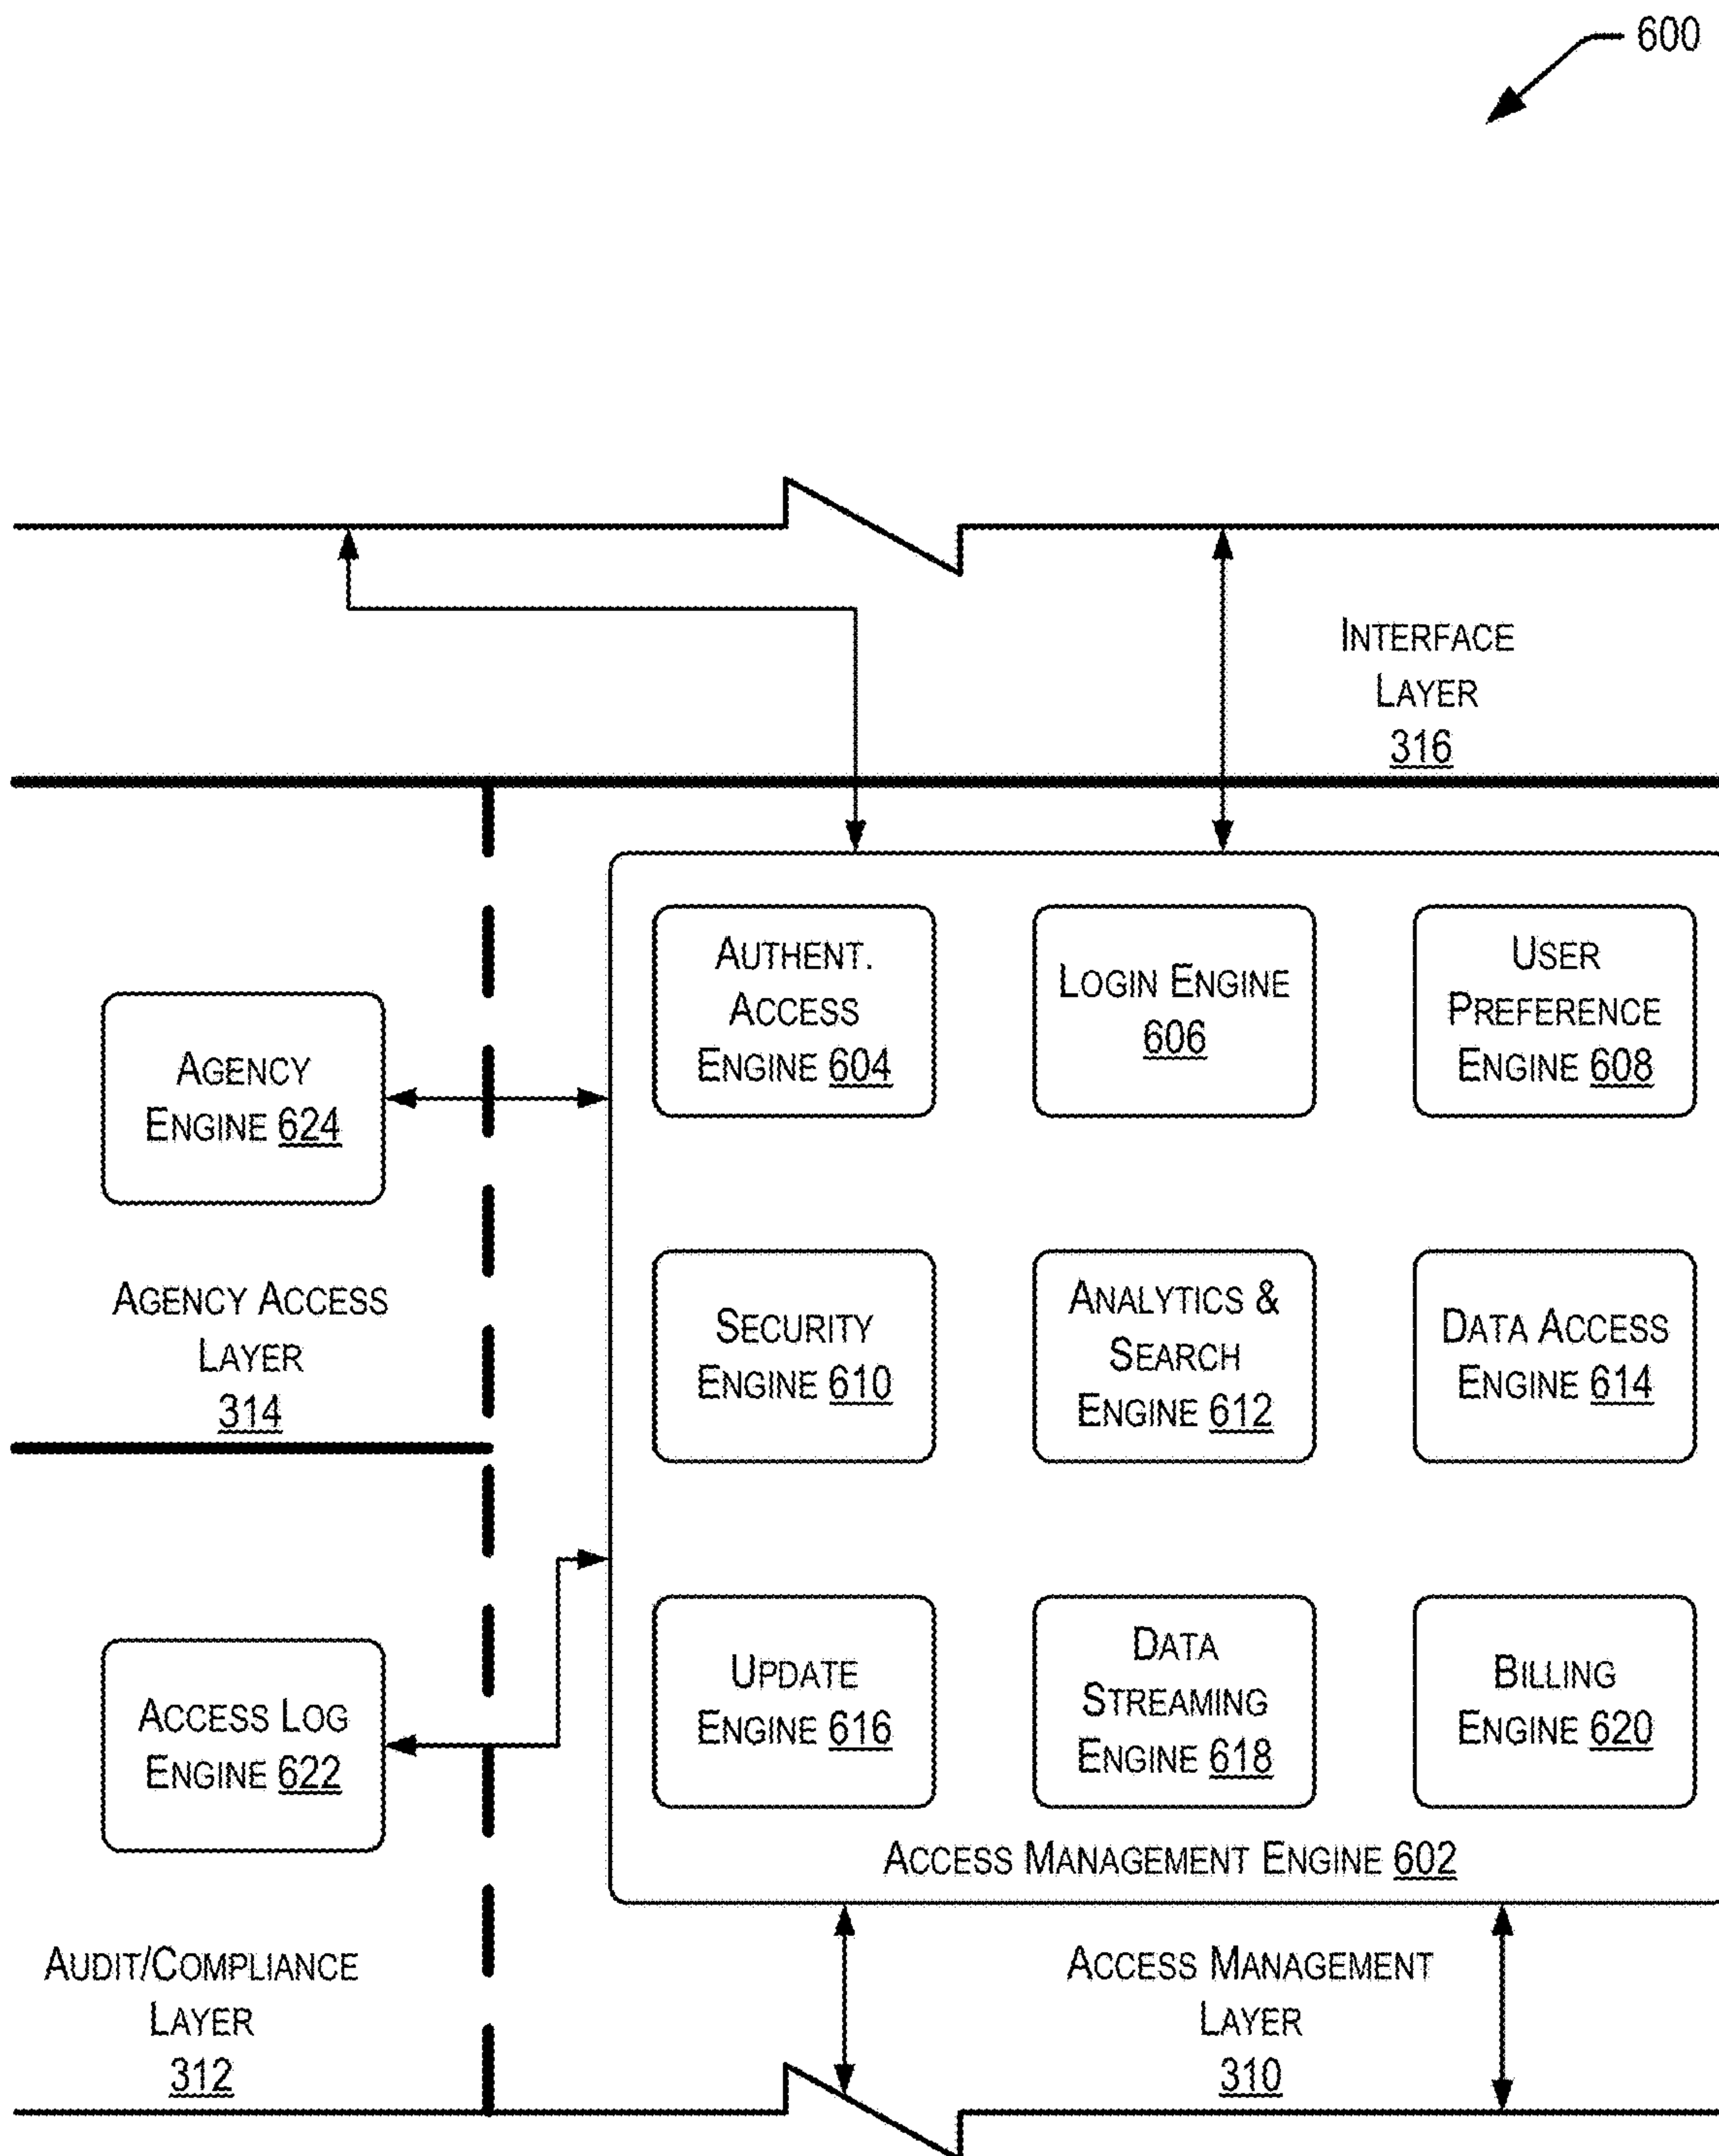 600
INTERFACE
LAYER
316
AUTHENT.
ACCESS
ENGINE 604
LOGIN ENGINE
606
USER
PREFERENCE
ENGINE 608
AGENCY
ENGINE 624
AGENCY ACCESS
LAYER
314
SECURITY
ENGINE 610
ANALYTICS &
SEARCH
ENGINE 612
DATA ACCESS
ENGINE 614
UPDATE
ENGINE 616
DATA
STREAMING
ENGINE 618
BILLING
ENGINE 620
ACCESS LOG
ENGINE 622
ACCESS MANAGEMENT ENGINE 602
AUDIT/COMPLIANCE
LAYER
312
ACCESS MANAGEMENT
LAYER
310